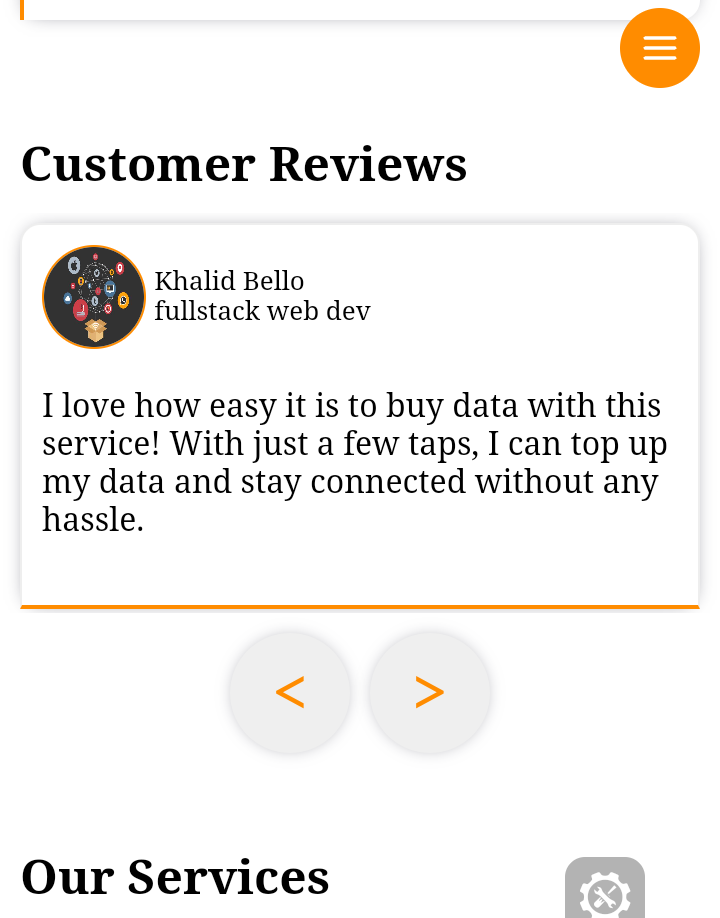 Customer Reviews
Khalid Bello
fullstack web dev
I love how easy it is to buy data with this
service! With just a few taps, I can top up
my data and stay connected without any
hassle.
< >
Our Services